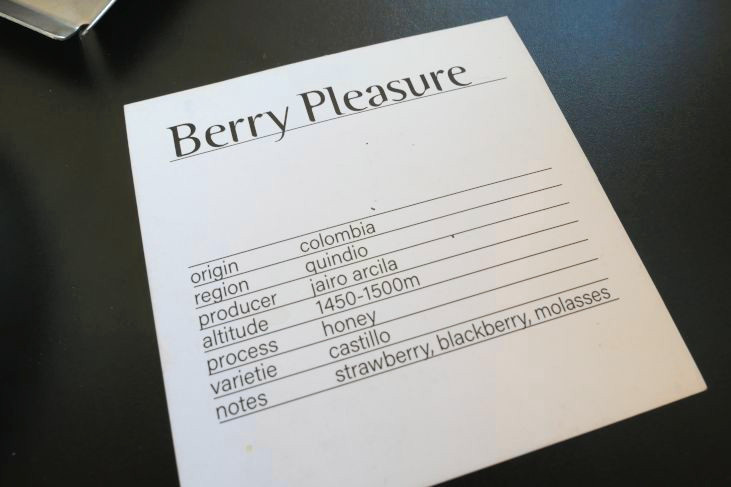 Berry Pleasure
origin colombia
region quindio
producer jairo arcila
altitude 1450-1500m
process honey
varietie castillo
notes strawberry, blackberry, molasses